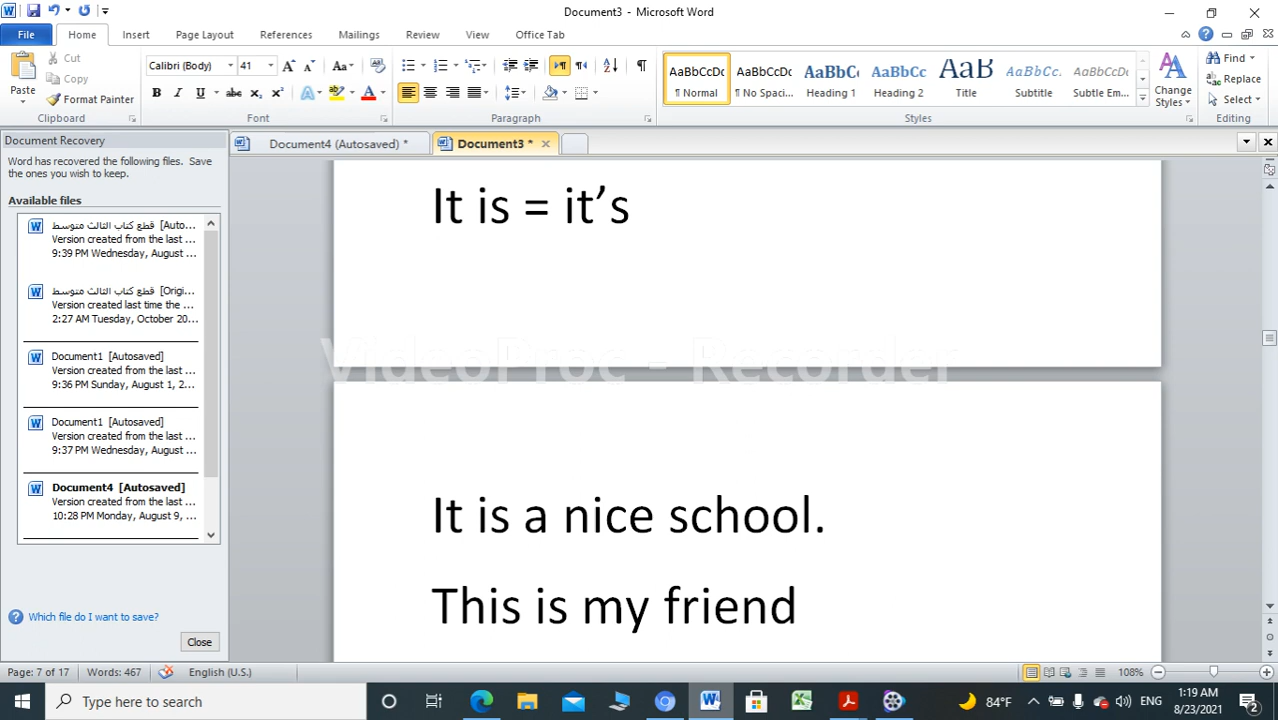 Document3 - Microsoft Word
File Home Insert Page Layout References Mailings Review View Office Tab
Paste
Cut
Copy
Format Painter
Clipboard
Calibri (Body) 41
Font
Paragraph
AaBbCcDc AaBbCcDc AaBbC AaBbCc AaB AaBbCc. AaBbCcDc
¶ Normal ¶ No Spaci... Heading 1 Heading 2 Title Subtitle Subtle Em...
Change Styles
Styles
Find
Replace
Select
Editing
Document Recovery
Word has recovered the following files. Save
the ones you wish to keep.
Available files
قطع كتاب الثالث متوسط [Auto...
Version created from the last ...
9:39 PM Wednesday, August ...
قطع كتاب الثالث متوسط [Origi...
Version created last time the ...
2:27 AM Tuesday, October 20...
Document1 [Autosaved]
Version created from the last ...
9:36 PM Sunday, August 1, 2...
Document1 [Autosaved]
Version created from the last ...
9:37 PM Wednesday, August ...
Document4 [Autosaved]
Version created from the last ...
10:28 PM Monday, August 9, ...
Which file do I want to save?
Close
Document4 (Autosaved) *
Document3 *
It is = it’s
VideoProc - Recorder
It is a nice school.
This is my friend
Page: 7 of 17 Words: 467 English (U.S.) 108%
Type here to search
84°F ENG 1:19 AM
8/23/2021
2